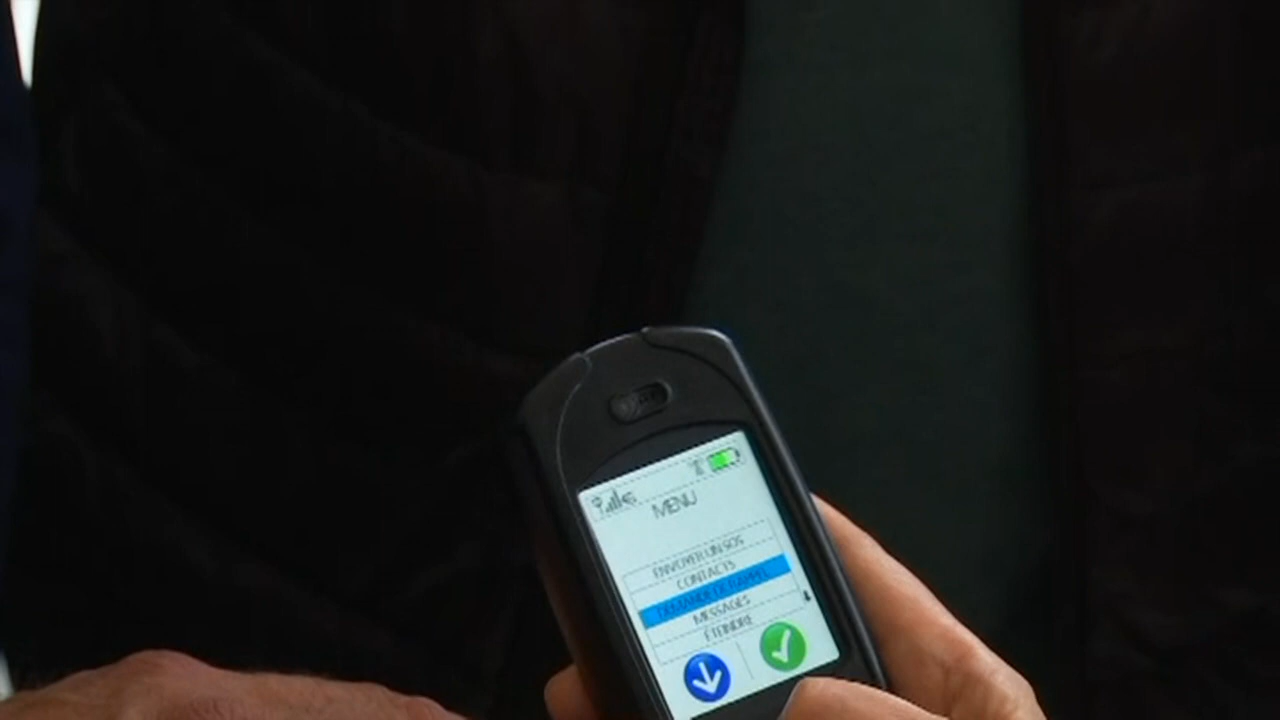 MENU
ENVOYER UN SOS
CONTACTS
DEMANDE DE RAPPEL
MESSAGES
ÉTEINDRE